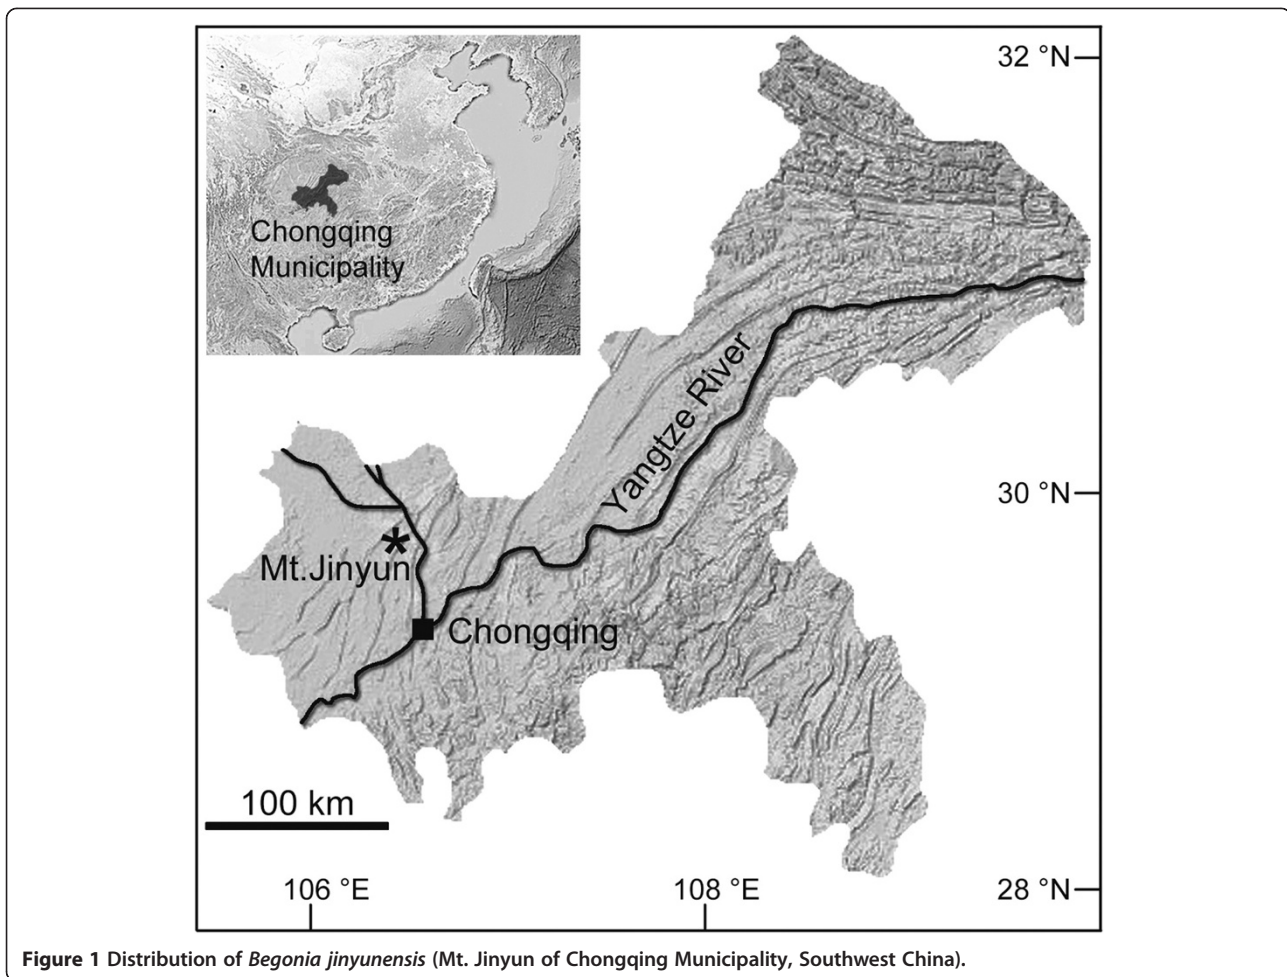 32 °N
Chongqing
Municipality
Yangtze River
30 °N
*
Mt.Jinyun
Chongqing
100 km
106 °E
108 °E
28 °N
Figure 1 Distribution of Begonia jinyunensis (Mt. Jinyun of Chongqing Municipality, Southwest China).